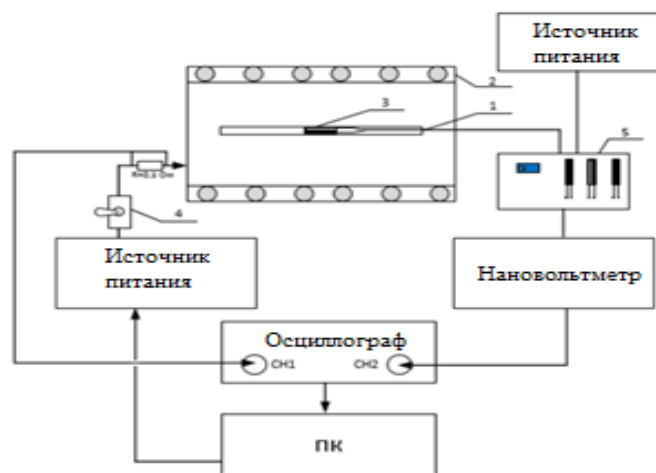 Источник
питания
2
3
1
5
R=0,1 Ом
4
Источник
питания
Нановольтметр
Осциллограф
CH1
CH2
ПК